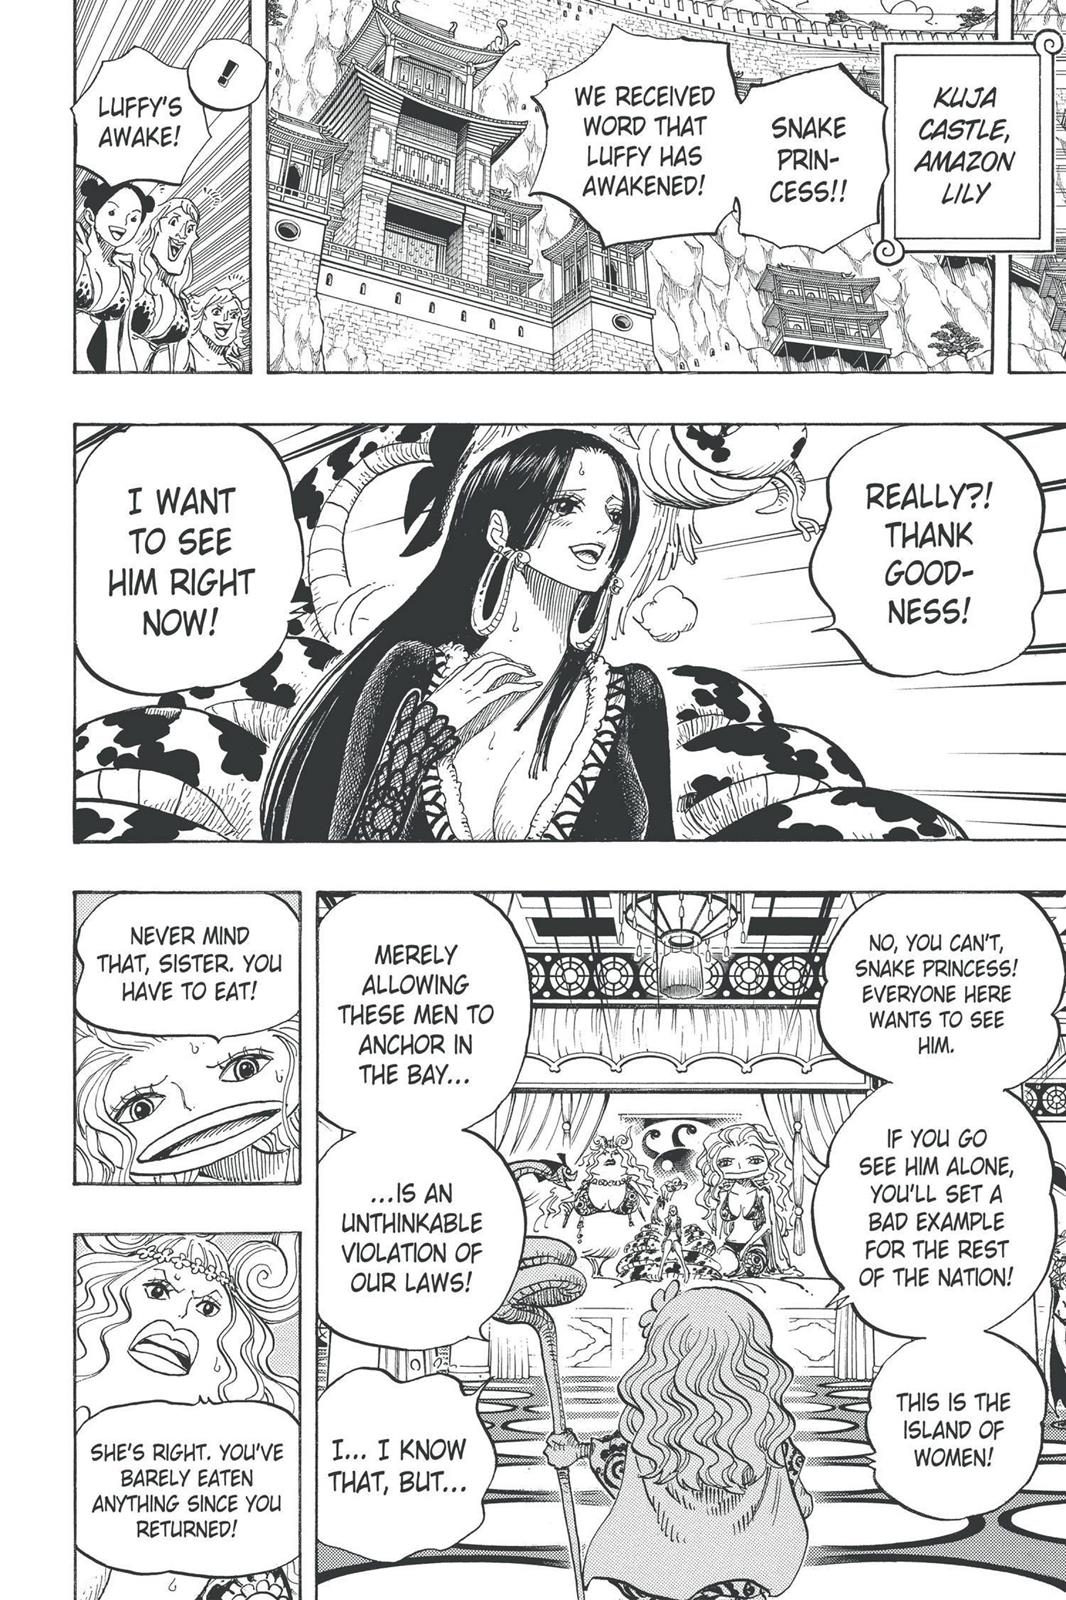 KUJA
CASTLE,
AMAZON
LILY
SNAKE
PRIN-
CESS!!
WE RECEIVED
WORD THAT
LUFFY HAS
AWAKENED!
!
LUFFY'S
AWAKE!
REALLY?!
THANK
GOOD-
NESS!
I WANT
TO SEE
HIM RIGHT
NOW!
NO, YOU CAN'T,
SNAKE PRINCESS!
EVERYONE HERE
WANTS TO SEE
HIM.
IF YOU GO
SEE HIM ALONE,
YOU'LL SET A
BAD EXAMPLE
FOR THE REST
OF THE NATION!
THIS IS THE
ISLAND OF
WOMEN!
MERELY
ALLOWING
THESE MEN TO
ANCHOR IN
THE BAY...
...IS AN
UNTHINKABLE
VIOLATION OF
OUR LAWS!
I... I KNOW
THAT, BUT...
NEVER MIND
THAT, SISTER. YOU
HAVE TO EAT!
SHE'S RIGHT. YOU'VE
BARELY EATEN
ANYTHING SINCE YOU
RETURNED!